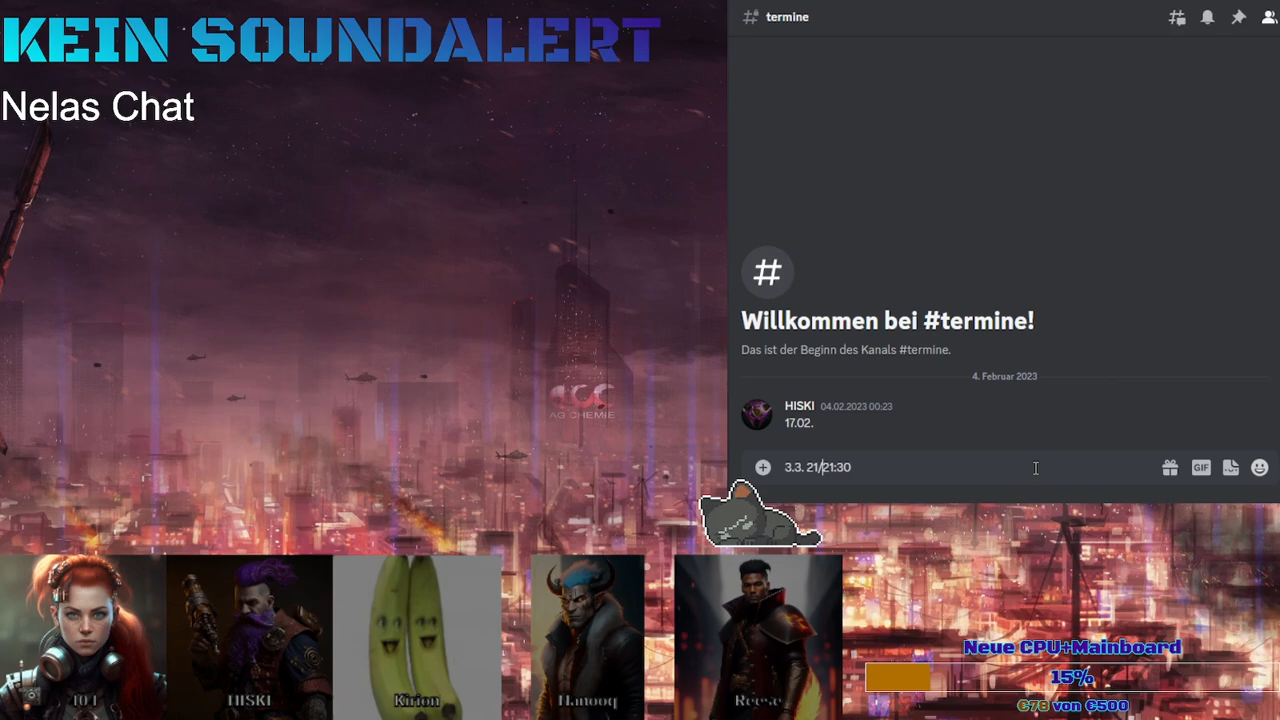 KEIN SOUNDALERT
Nelas Chat
termine
Willkommen bei #termine!
Das ist der Beginn des Kanals #termine.
4. Februar 2023
HISKI 04.02.2023 00:23
17.02.
3.3. 21/21:30
GIF
AG CHEMIE
HISKI
Kirion
Hanooq
Reese
Neue CPU+Mainboard
15%
€78 von €500